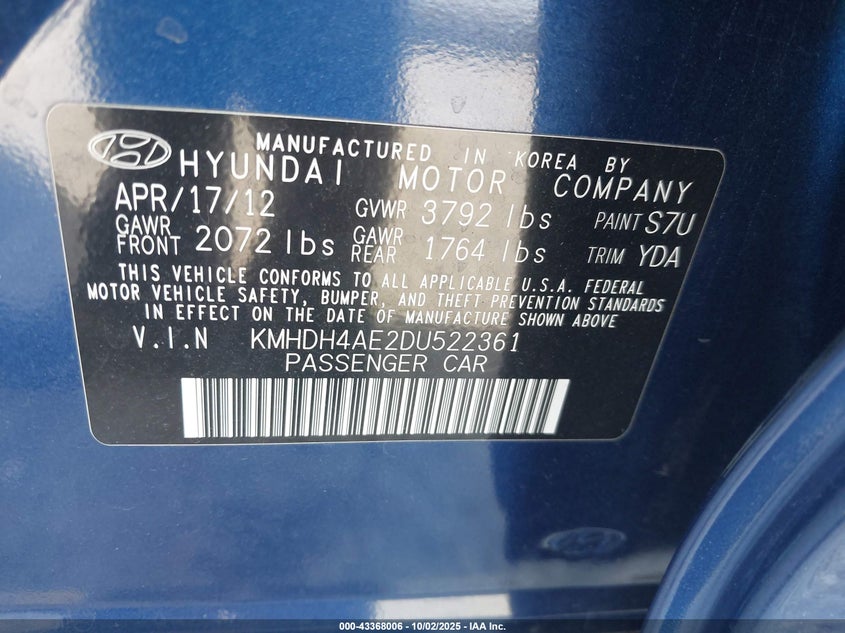 MANUFACTURED IN KOREA BY
HYUNDAI MOTOR COMPANY
APR/17/12 GVWR 3792 lbs PAINT S7U
GAWR FRONT 2072 lbs GAWR REAR 1764 lbs TRIM YDA
THIS VEHICLE CONFORMS TO ALL APPLICABLE U.S.A. FEDERAL
MOTOR VEHICLE SAFETY, BUMPER, AND THEFT PREVENTION STANDARDS
IN EFFECT ON THE DATE OF MANUFACTURE SHOWN ABOVE
V.I.N KMHDH4AE2DU522361
PASSENGER CAR
000-43368006 - 10/02/2025 - IAA Inc.